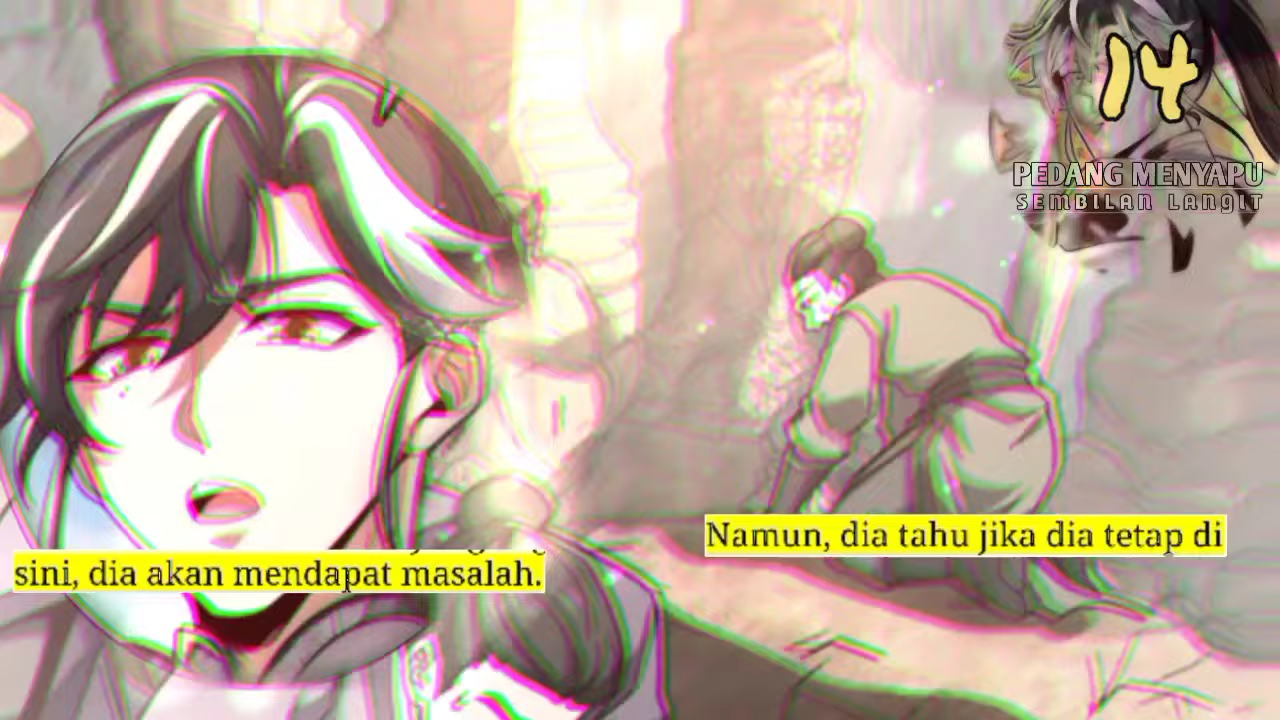 14
PEDANG MENYAPU
SEMBILAN LANGIT
Namun, dia tahu jika dia tetap di
sini, dia akan mendapat masalah.